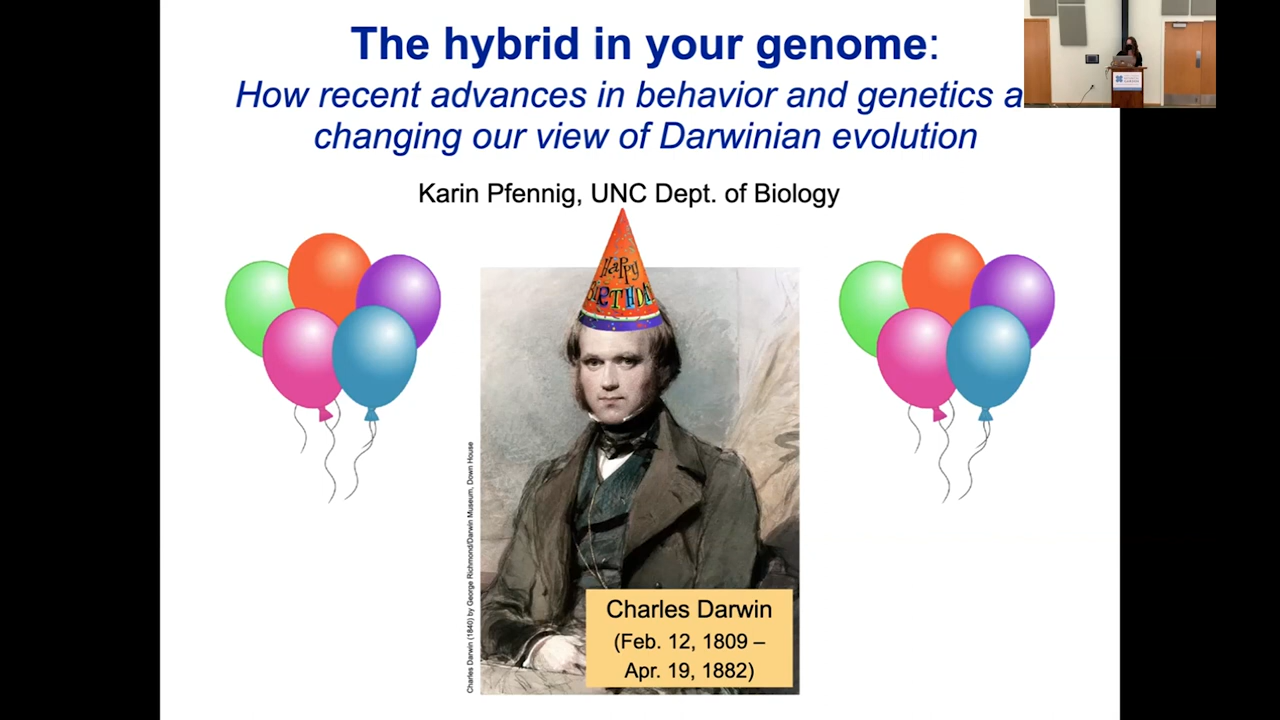 The hybrid in your genome:
How recent advances in behavior and genetics a
changing our view of Darwinian evolution
Karin Pfennig, UNC Dept. of Biology
Happy
BIRTHDA
Charles Darwin (1840) by George Richmond/Darwin Museum, Down House
Charles Darwin
(Feb. 12, 1809 –
Apr. 19, 1882)